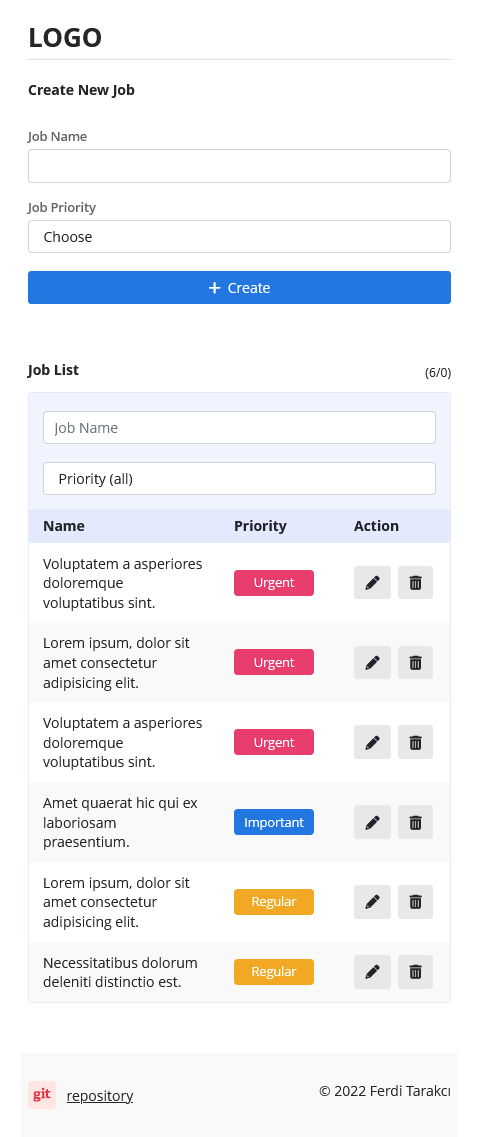 LOGO
Create New Job
Job Name
Job Priority
Choose
+ Create
Job List
(6/0)
Job Name
Priority (all)
Name Priority Action
Voluptatem a asperiores
doloremque
voluptatibus sint.
Urgent
Lorem ipsum, dolor sit
amet consectetur
adipisicing elit.
Urgent
Voluptatem a asperiores
doloremque
voluptatibus sint.
Urgent
Amet quaerat hic qui ex
laboriosam
praesentium.
Important
Lorem ipsum, dolor sit
amet consectetur
adipisicing elit.
Regular
Necessitatibus dolorum
deleniti distinctio est.
Regular
git repository
© 2022 Ferdi Tarakcı